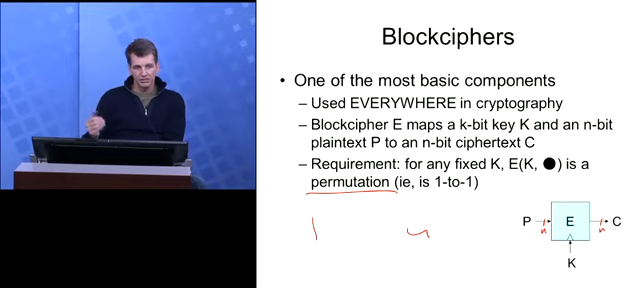 Blockciphers
• One of the most basic components
– Used EVERYWHERE in cryptography
– Blockcipher E maps a k-bit key K and an n-bit
plaintext P to an n-bit ciphertext C
– Requirement: for any fixed K, E(K, ●) is a
permutation (ie, is 1-to-1)
P n E n C
K